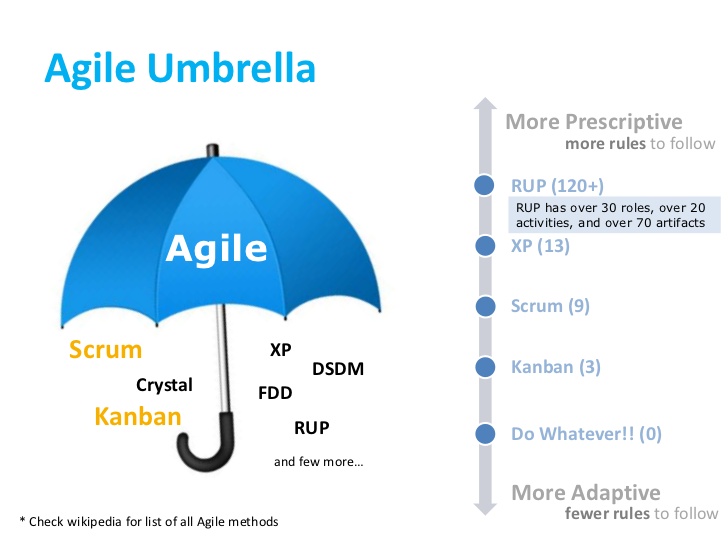 Agile Umbrella
Agile
Scrum
XP
DSDM
Crystal
FDD
Kanban
RUP
and few more...
* Check wikipedia for list of all Agile methods
More Prescriptive
more rules to follow
RUP (120+)
RUP has over 30 roles, over 20
activities, and over 70 artifacts
XP (13)
Scrum (9)
Kanban (3)
Do Whatever!! (0)
More Adaptive
fewer rules to follow